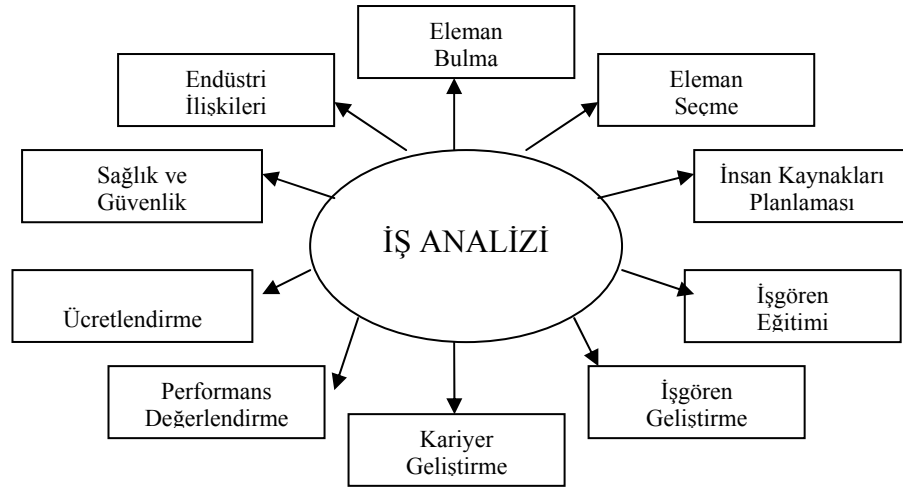 Eleman
Bulma
Endüstri
İlişkileri
Eleman
Seçme
Sağlık ve
Güvenlik
İnsan Kaynakları
Planlaması
İŞ ANALİZİ
Ücretlendirme
İşgören
Eğitimi
Performans
Değerlendirme
İşgören
Geliştirme
Kariyer
Geliştirme